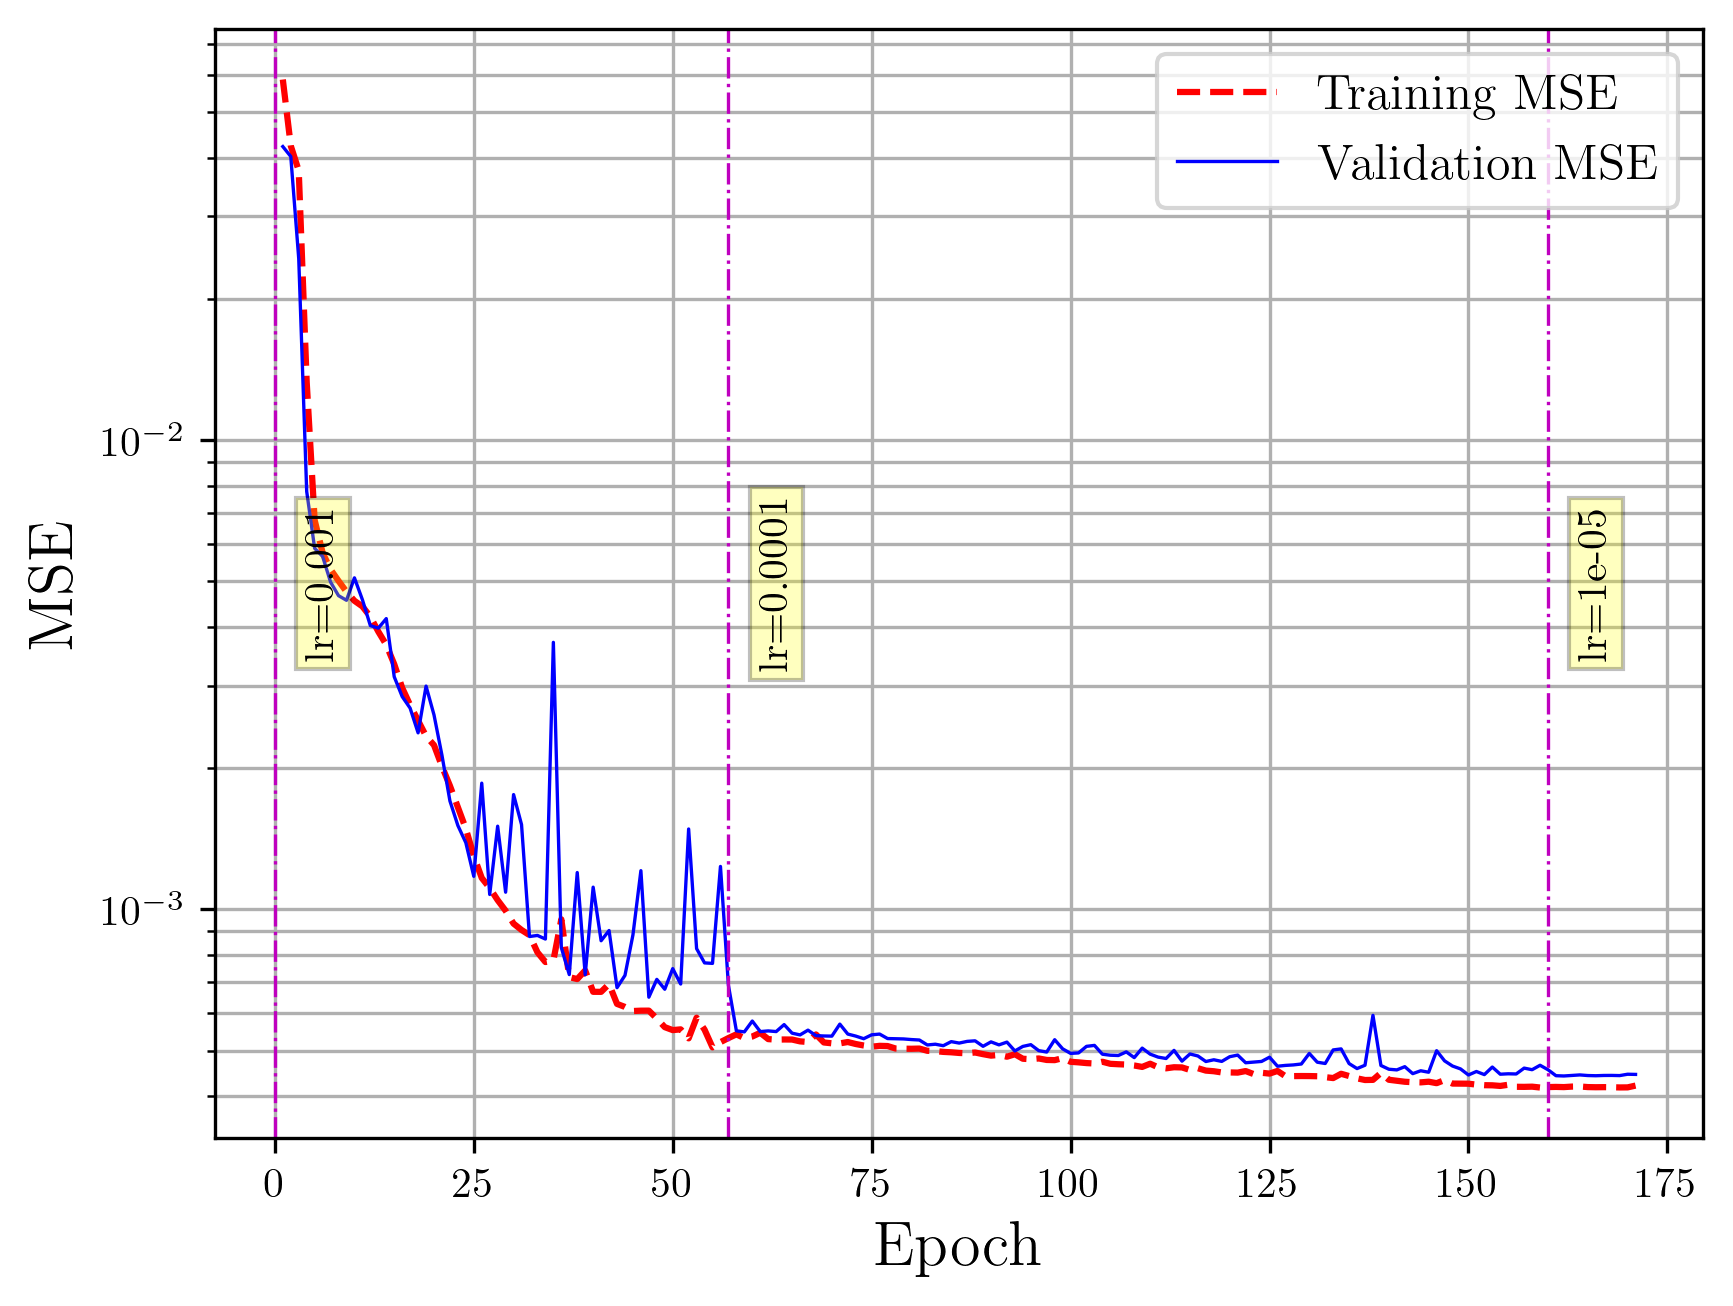 Training MSE
Validation MSE
MSE
10⁻²
10⁻³
lr=0.001
lr=0.0001
lr=1e-05
0 25 50 75 100 125 150 175
Epoch